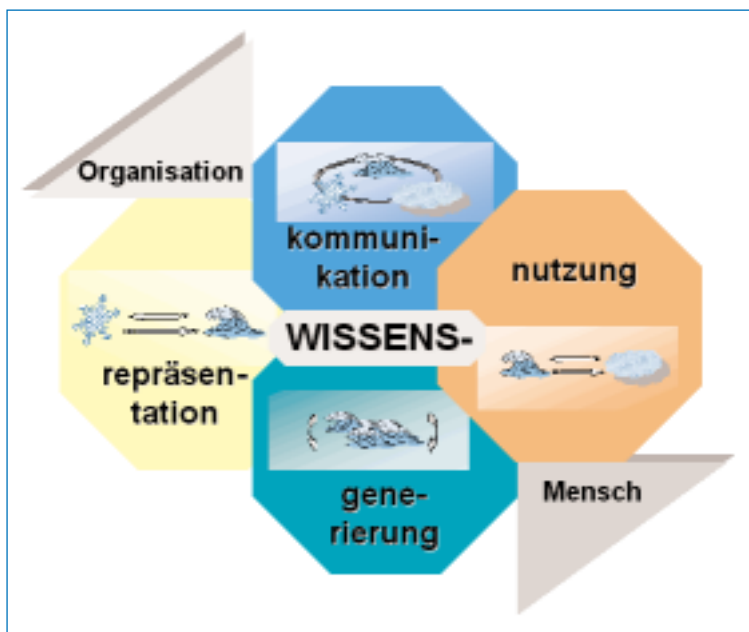 Organisation
kommuni-
kation
nutzung
WISSENS-
repräsen-
tation
gene-
rierung
Mensch